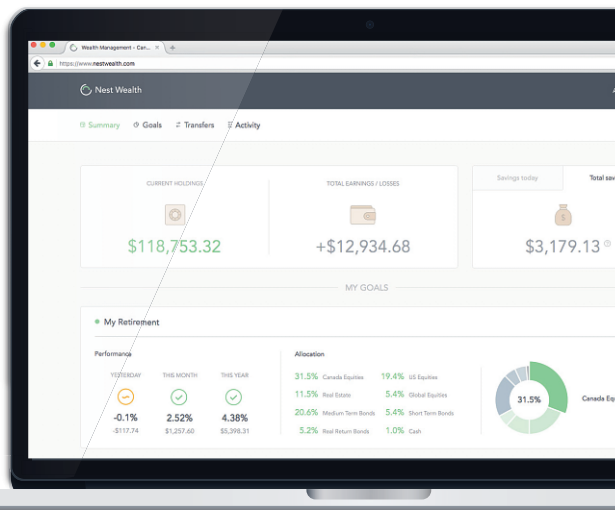 Wealth Management - Can...
https://www.nestwealth.com
Nest Wealth
Summary Goals Transfers Activity
CURRENT HOLDINGS
$118,753.32
TOTAL EARNINGS / LOSSES
+$12,934.68
Savings today Total sav
$3,179.13
MY GOALS
My Retirement
Performance
YESTERDAY THIS MONTH THIS YEAR
-0.1% 2.52% 4.38%
-$117.74 $1,257.60 $5,398.31
Allocation
31.5% Canada Equities 19.4% US Equities
11.5% Real Estate 5.4% Global Equities
20.6% Medium Term Bonds 5.4% Short Term Bonds
5.2% Real Return Bonds 1.0% Cash
31.5%
Canada Eq